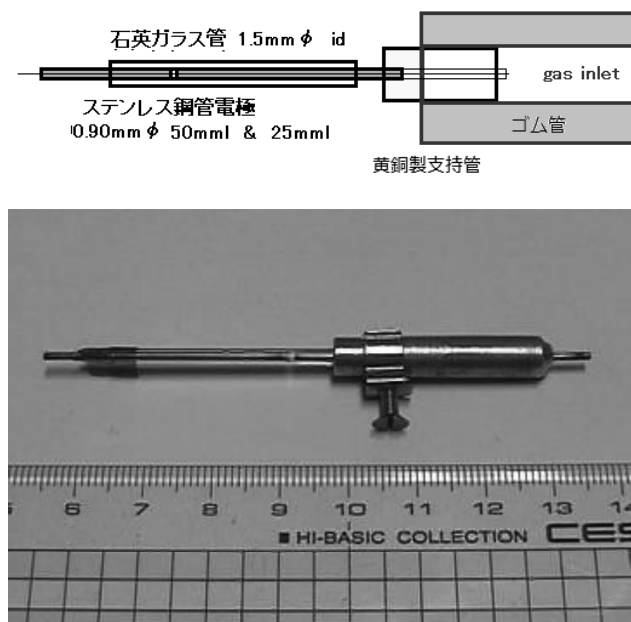 石英ガラス管 1.5mmφ id
gas inlet
ステンレス鋼管電極
0.90mmφ 50mml & 25mml
ゴム管
黄銅製支持管
5 6 7 8 9 10 11 12 13 14
■ HI-BASIC COLLECTION CES